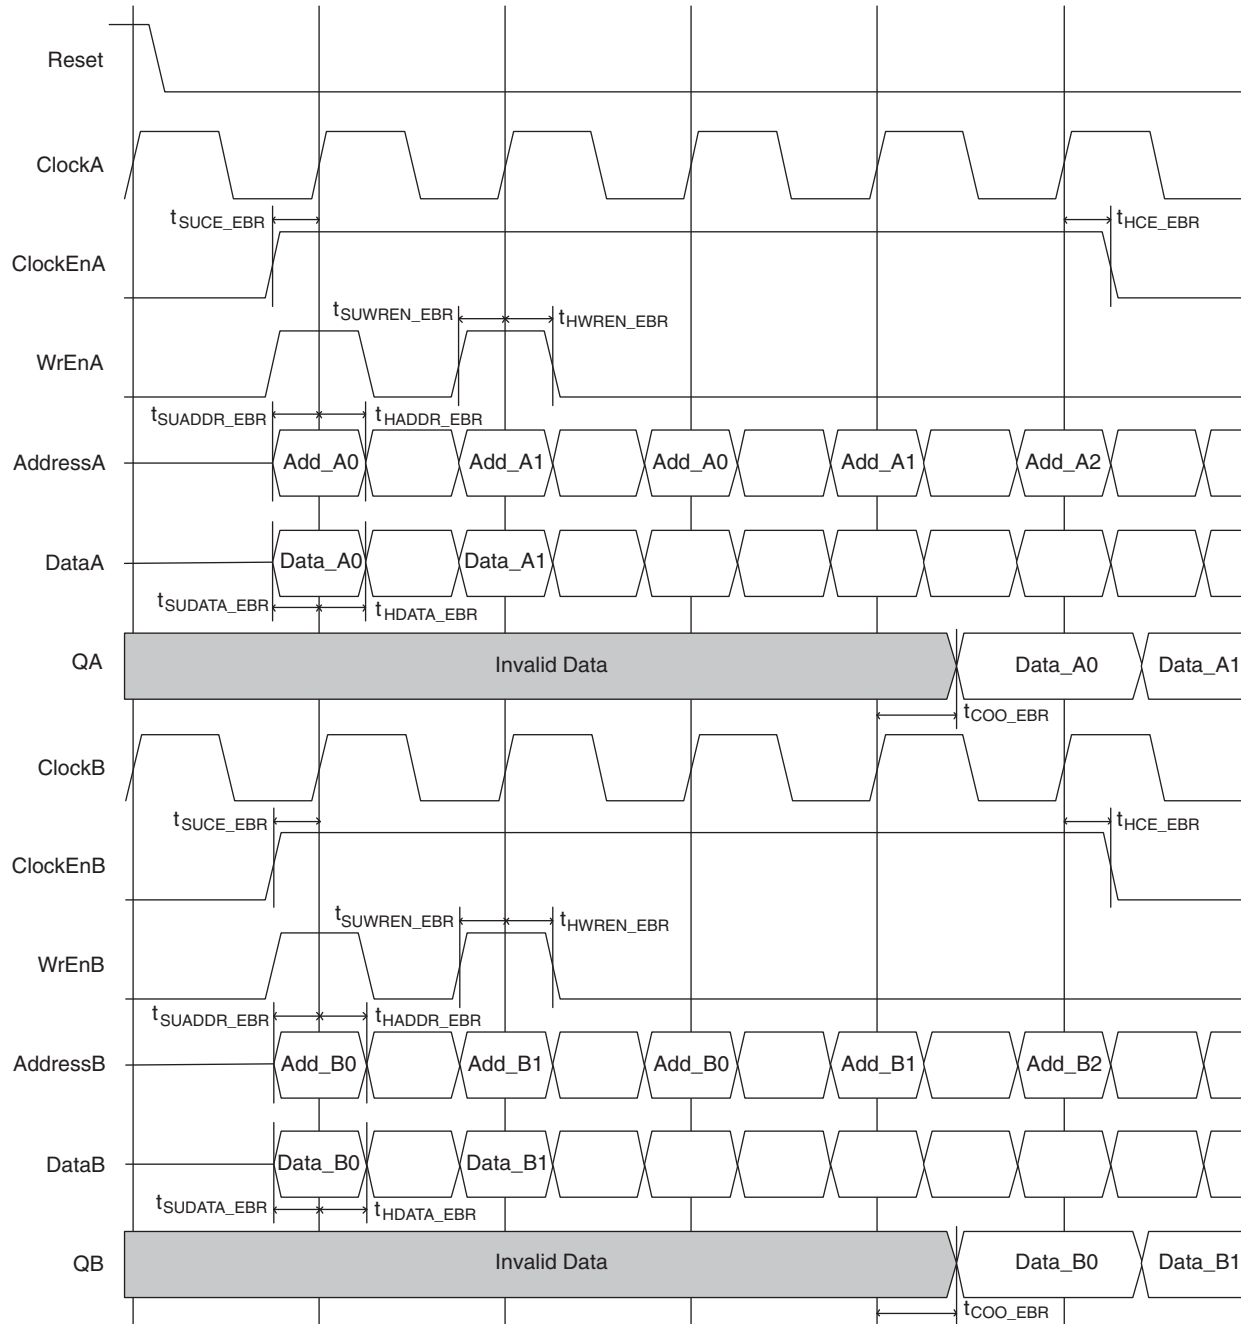 Reset
ClockA
tSUCE_EBR
tHCE_EBR
ClockEnA
tSUWREN_EBR
tHWREN_EBR
WrEnA
tSUADDR_EBR
tHADDR_EBR
AddressA
Add_A0
Add_A1
Add_A0
Add_A1
Add_A2
DataA
Data_A0
Data_A1
tSUDATA_EBR
tHDATA_EBR
QA
Invalid Data
Data_A0
Data_A1
tCOO_EBR
ClockB
tSUCE_EBR
tHCE_EBR
ClockEnB
tSUWREN_EBR
tHWREN_EBR
WrEnB
tSUADDR_EBR
tHADDR_EBR
AddressB
Add_B0
Add_B1
Add_B0
Add_B1
Add_B2
DataB
Data_B0
Data_B1
tSUDATA_EBR
tHDATA_EBR
QB
Invalid Data
Data_B0
Data_B1
tCOO_EBR